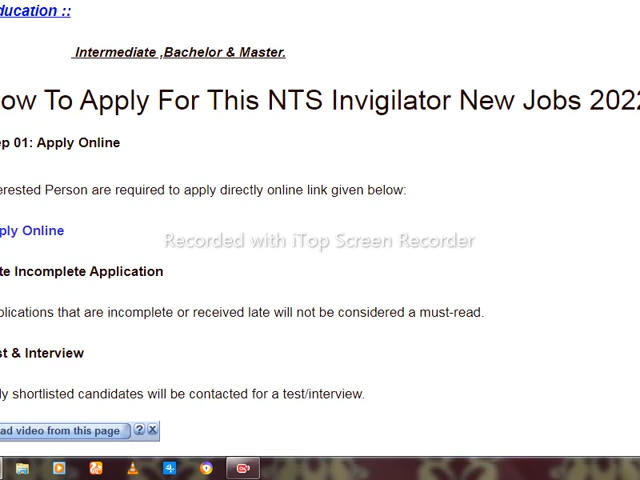 ducation ::
Intermediate ,Bachelor & Master.
ow To Apply For This NTS Invigilator New Jobs 2022
ep 01: Apply Online
erested Person are required to apply directly online link given below:
ply Online
Recorded with iTop Screen Recorder
te Incomplete Application
plications that are incomplete or received late will not be considered a must-read.
st & Interview
ly shortlisted candidates will be contacted for a test/interview.
ad video from this page ? X